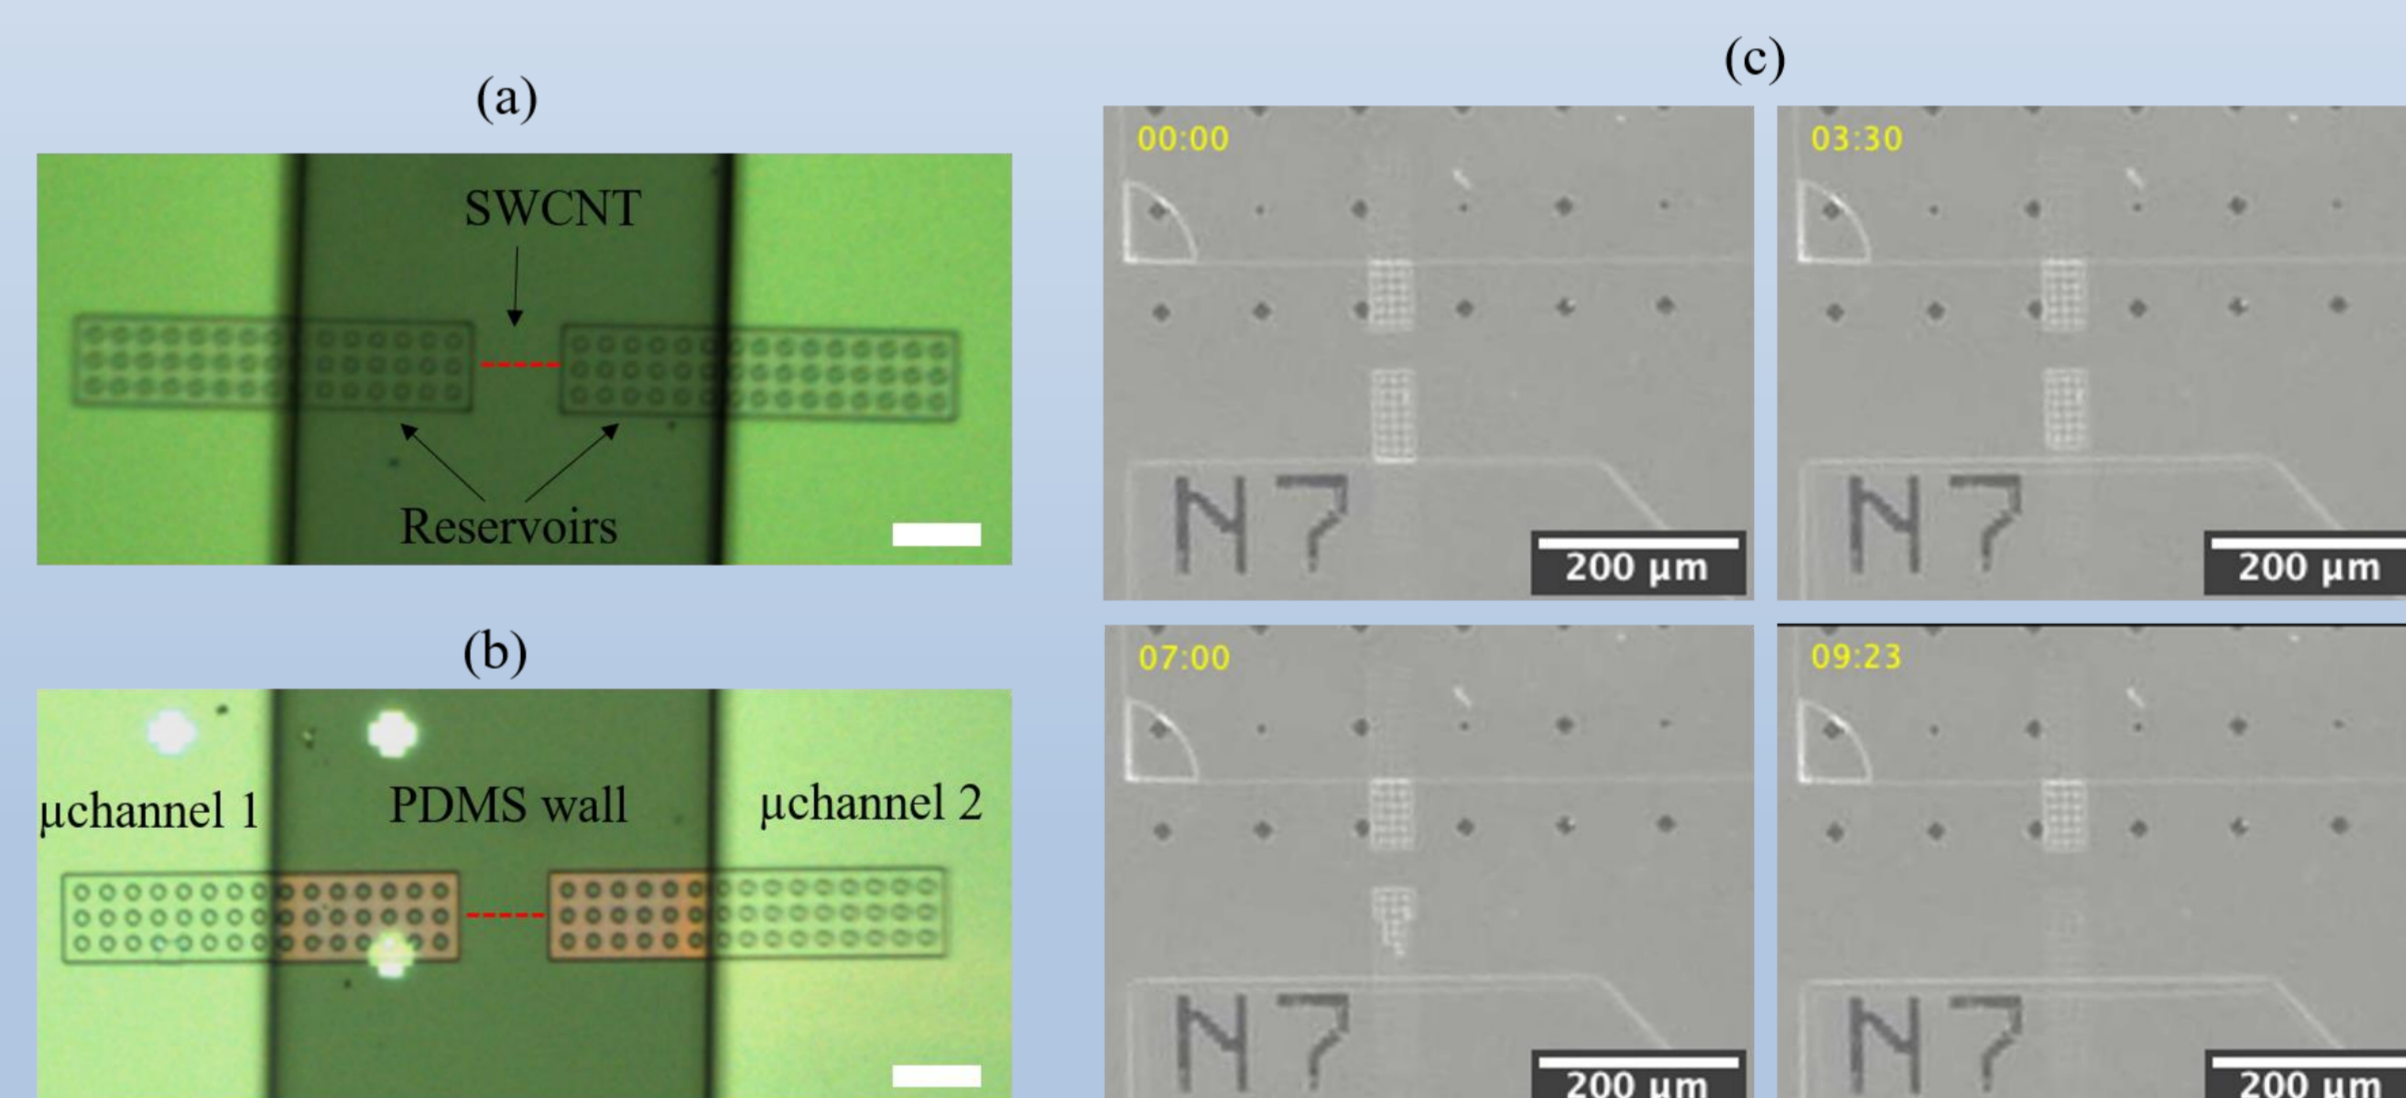 (a)
SWCNT
Reservoirs
(b)
μchannel 1
PDMS wall
μchannel 2
(c)
00:00
N7
200 μm
03:30
N7
200 μm
07:00
N7
200 μm
09:23
N7
200 μm